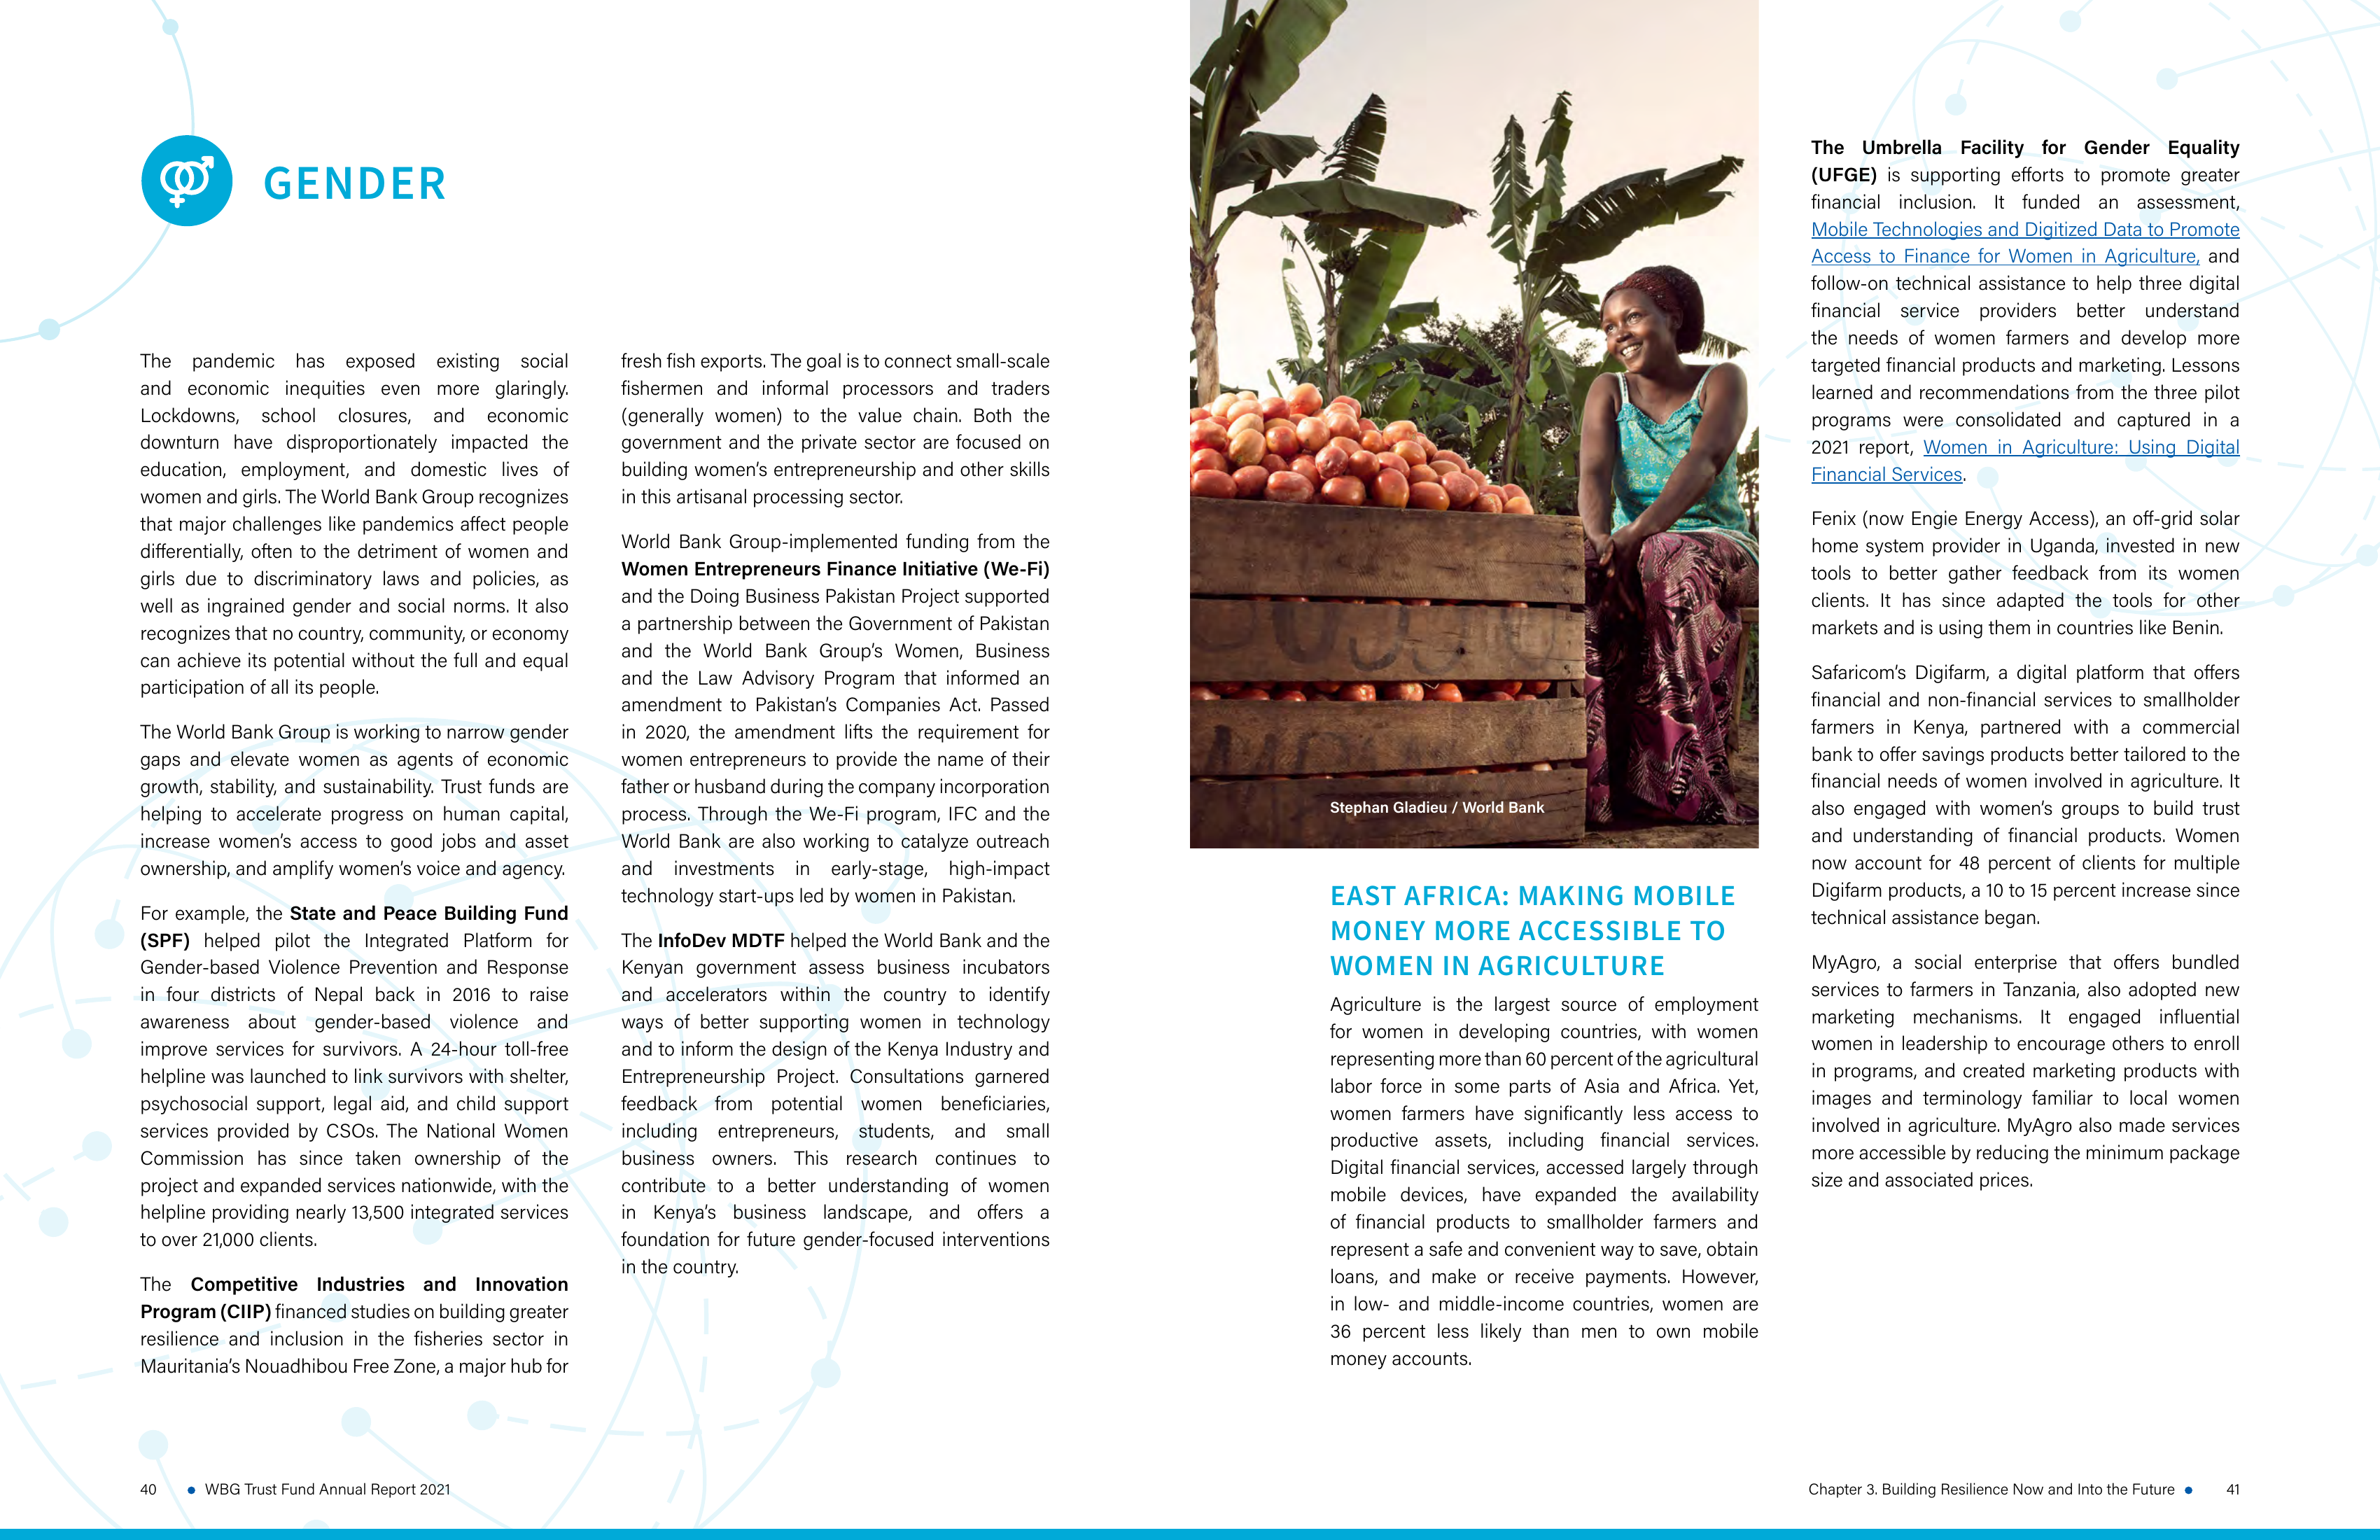 GENDER
The pandemic has exposed existing social
and economic inequities even more glaringly.
Lockdowns, school closures, and economic
downturn have disproportionately impacted the
education, employment, and domestic lives of
women and girls. The World Bank Group recognizes
that major challenges like pandemics affect people
differentially, often to the detriment of women and
girls due to discriminatory laws and policies, as
well as ingrained gender and social norms. It also
recognizes that no country, community, or economy
can achieve its potential without the full and equal
participation of all its people.
The World Bank Group is working to narrow gender
gaps and elevate women as agents of economic
growth, stability, and sustainability. Trust funds are
helping to accelerate progress on human capital,
increase women's access to good jobs and asset
ownership, and amplify women's voice and agency.
For example, the State and Peace Building Fund
(SPF) helped pilot the Integrated Platform for
Gender-based Violence Prevention and Response
in four districts of Nepal back in 2016 to raise
awareness about gender-based violence and
improve services for survivors. A 24-hour toll-free
helpline was launched to link survivors with shelter,
psychosocial support, legal aid, and child support
services provided by CSOs. The National Women
Commission has since taken ownership of the
project and expanded services nationwide, with the
helpline providing nearly 13,500 integrated services
to over 21,000 clients.
The Competitive Industries and Innovation
Program (CIIP) financed studies on building greater
resilience and inclusion in the fisheries sector in
Mauritania's Nouadhibou Free Zone, a major hub for
fresh fish exports. The goal is to connect small-scale
fishermen and informal processors and traders
(generally women) to the value chain. Both the
government and the private sector are focused on
building women's entrepreneurship and other skills
in this artisanal processing sector.
World Bank Group-implemented funding from the
Women Entrepreneurs Finance Initiative (We-Fi)
and the Doing Business Pakistan Project supported
a partnership between the Government of Pakistan
and the World Bank Group's Women, Business
and the Law Advisory Program that informed an
amendment to Pakistan's Companies Act. Passed
in 2020, the amendment lifts the requirement for
women entrepreneurs to provide the name of their
father or husband during the company incorporation
process. Through the We-Fi program, IFC and the
World Bank are also working to catalyze outreach
and investments in early-stage, high-impact
technology start-ups led by women in Pakistan.
The InfoDev MDTF helped the World Bank and the
Kenyan government assess business incubators
and accelerators within the country to identify
ways of better supporting women in technology
and to inform the design of the Kenya Industry and
Entrepreneurship Project. Consultations garnered
feedback from potential women beneficiaries,
including entrepreneurs, students, and small
business owners. This research continues to
contribute to a better understanding of women
in Kenya's business landscape, and offers a
foundation for future gender-focused interventions
in the country.
40 • WBG Trust Fund Annual Report 2021
Stephan Gladieu / World Bank
EAST AFRICA: MAKING MOBILE
MONEY MORE ACCESSIBLE TO
WOMEN IN AGRICULTURE
Agriculture is the largest source of employment
for women in developing countries, with women
representing more than 60 percent of the agricultural
labor force in some parts of Asia and Africa. Yet,
women farmers have significantly less access to
productive assets, including financial services.
Digital financial services, accessed largely through
mobile devices, have expanded the availability
of financial products to smallholder farmers and
represent a safe and convenient way to save, obtain
loans, and make or receive payments. However,
in low- and middle-income countries, women are
36 percent less likely than men to own mobile
money accounts.
The Umbrella Facility for Gender Equality
(UFGE) is supporting efforts to promote greater
financial inclusion. It funded an assessment,
Mobile Technologies and Digitized Data to Promote
Access to Finance for Women in Agriculture, and
follow-on technical assistance to help three digital
financial service providers better understand
the needs of women farmers and develop more
targeted financial products and marketing. Lessons
learned and recommendations from the three pilot
programs were consolidated and captured in a
2021 report, Women in Agriculture: Using Digital
Financial Services.
Fenix (now Engie Energy Access), an off-grid solar
home system provider in Uganda, invested in new
tools to better gather feedback from its women
clients. It has since adapted the tools for other
markets and is using them in countries like Benin.
Safaricom's Digifarm, a digital platform that offers
financial and non-financial services to smallholder
farmers in Kenya, partnered with a commercial
bank to offer savings products better tailored to the
financial needs of women involved in agriculture. It
also engaged with women's groups to build trust
and understanding of financial products. Women
now account for 48 percent of clients for multiple
Digifarm products, a 10 to 15 percent increase since
technical assistance began.
MyAgro, a social enterprise that offers bundled
services to farmers in Tanzania, also adopted new
marketing mechanisms. It engaged influential
women in leadership to encourage others to enroll
in programs, and created marketing products with
images and terminology familiar to local women
involved in agriculture. MyAgro also made services
more accessible by reducing the minimum package
size and associated prices.
Chapter 3. Building Resilience Now and Into the Future • 41